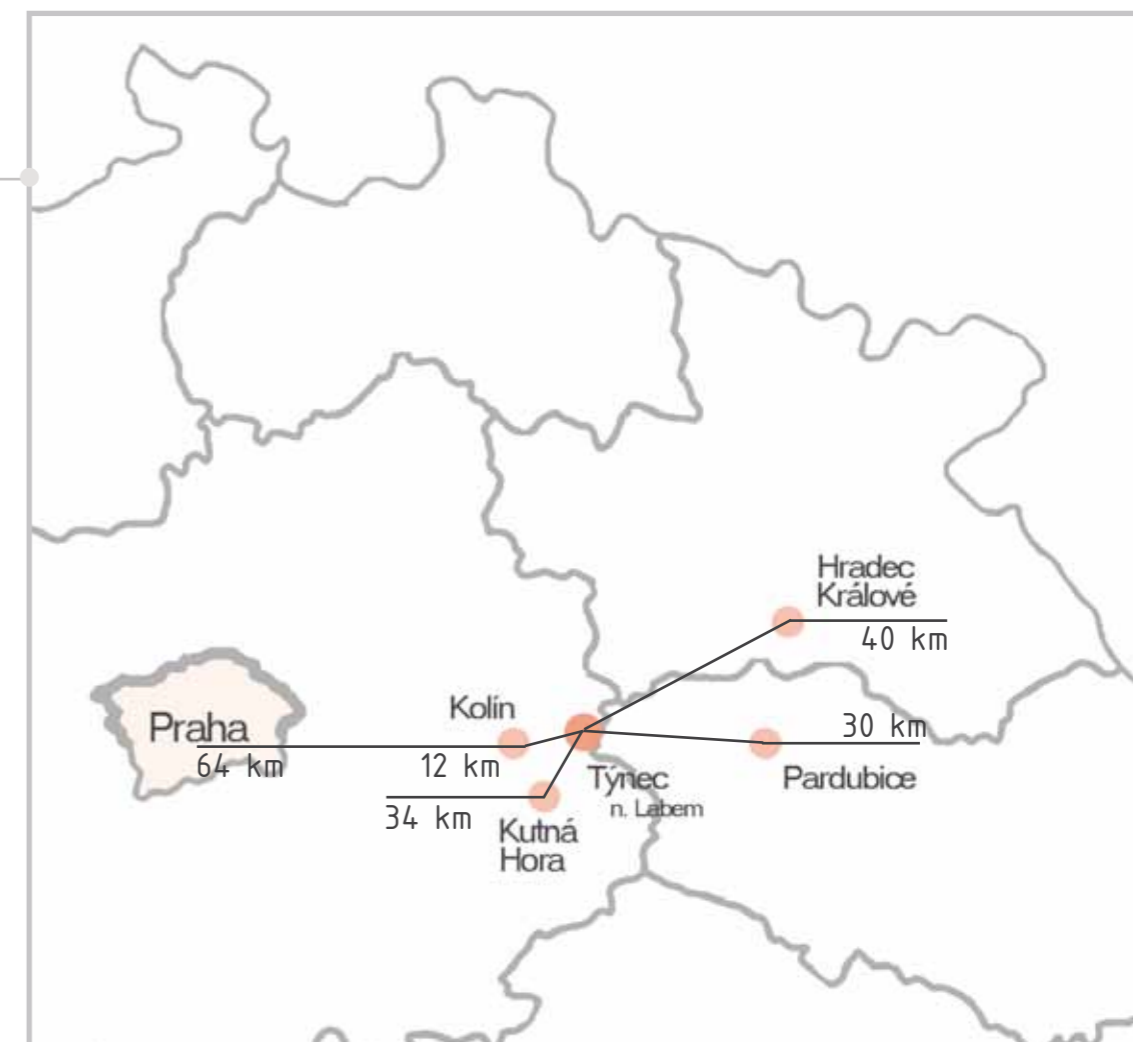 Hradec
Králové
40 km
Kolín
Praha
30 km
64 km
12 km
Týnec
Pardubice
n. Labem
34 km
Kutná
Hora